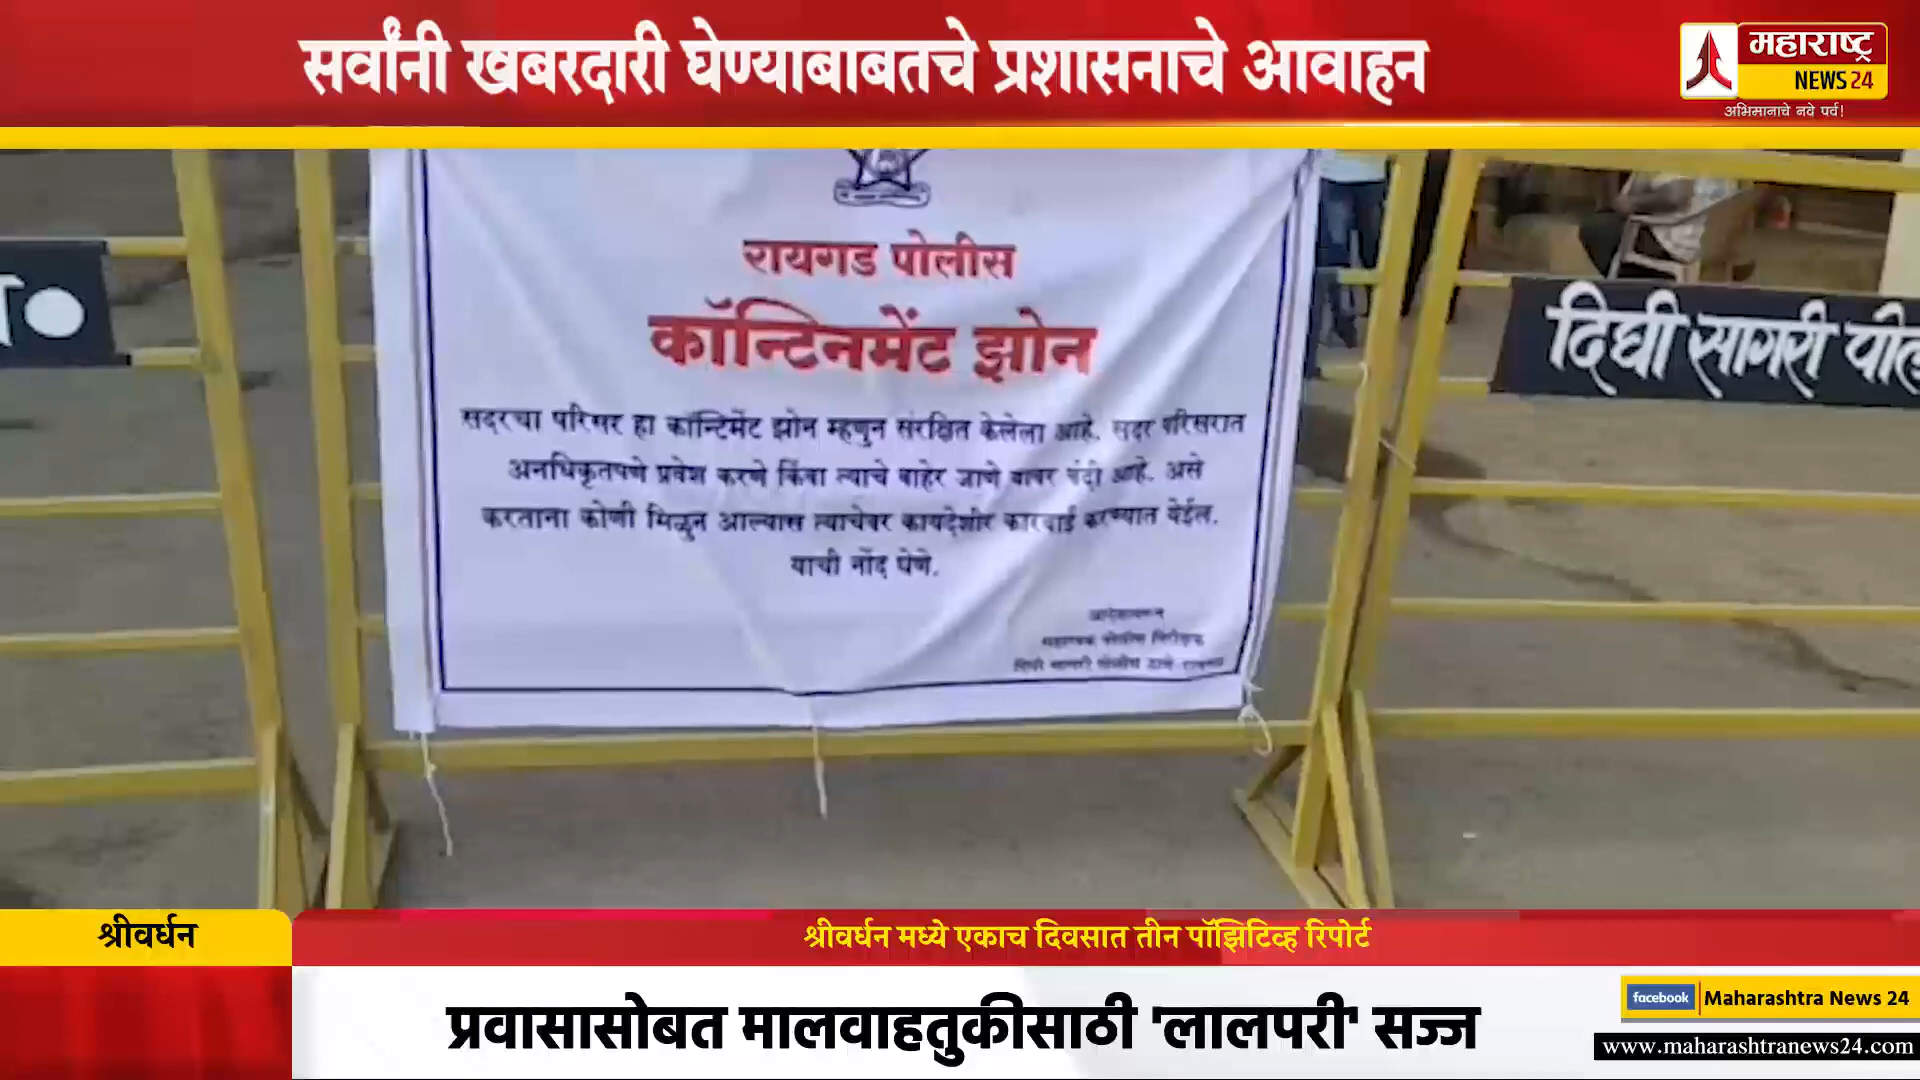 सर्वांनी खबरदारी घेण्याबाबतचे प्रशासनाचे आवाहन
महाराष्ट्र
NEWS 24
अभिमानाचे नवे पर्व!
रायगड पोलीस
कॉन्टिनमेंट झोन
सदरचा परिसर हा कॉन्टिमेंट झोन म्हणुन संरक्षित केलेला आहे. सदर परिसरात
अनधिकृतपणे प्रवेश करणे किंवा त्याचे बाहेर जाणे यावर बंदी आहे. असे
करताना कोणी मिळुन आल्यास त्याचेवर कायदेशीर कारवाई करण्यात येईल.
याची नोंद घेणे.
दिघी सागरी
श्रीवर्धन
श्रीवर्धन मध्ये एकाच दिवसात तीन पॉझिटिव्ह रिपोर्ट
प्रवासासोबत मालवाहतुकीसाठी 'लालपरी' सज्ज
facebook Maharashtra News 24
www.maharashtranews24.com